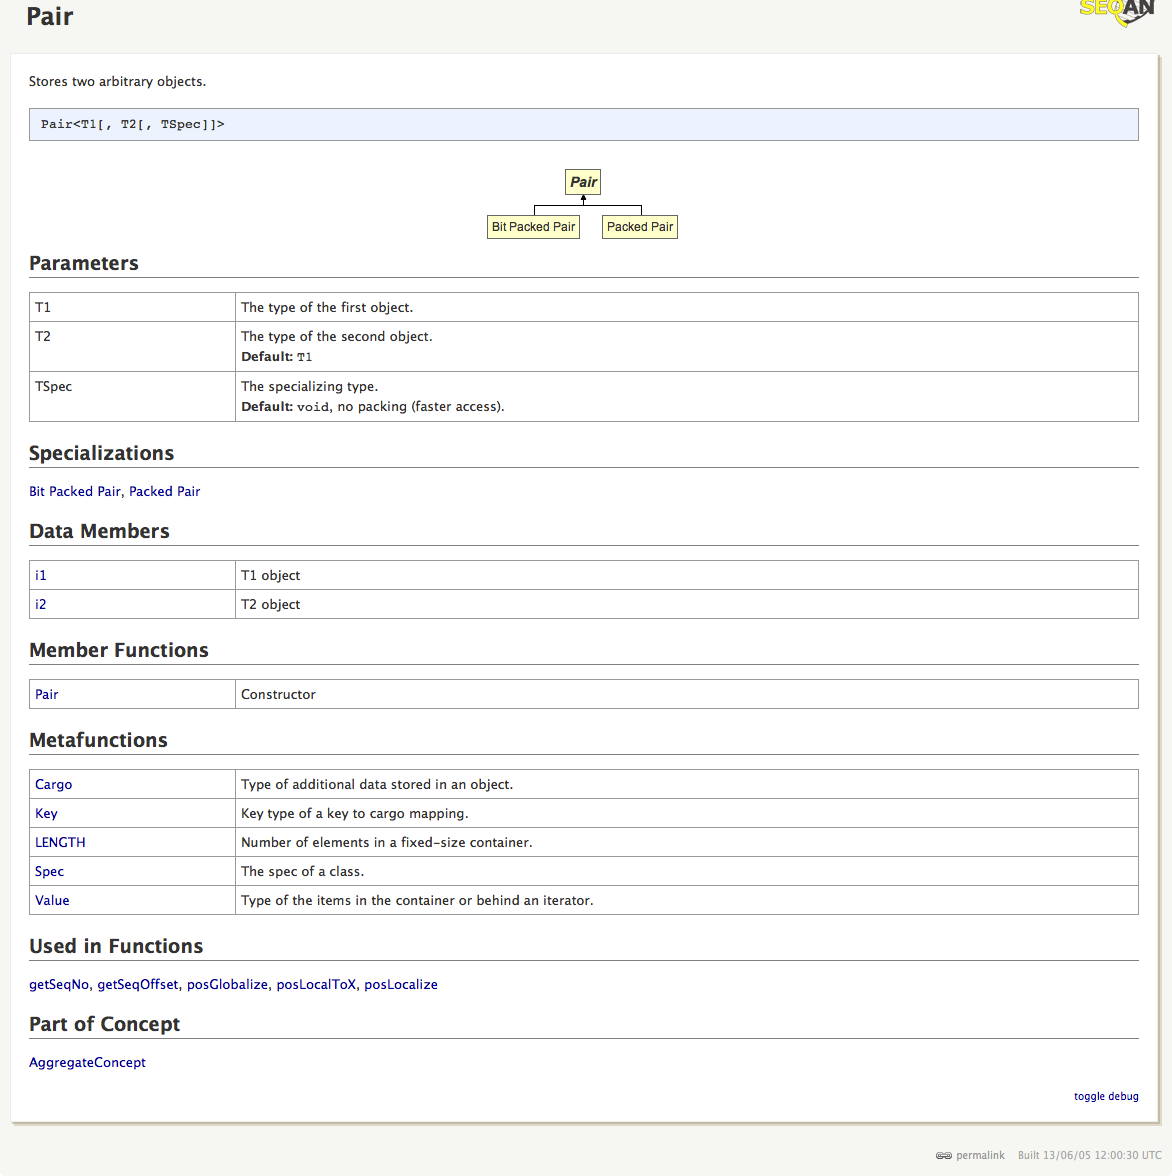 Pair
SEQAN
Stores two arbitrary objects.
Pair<T1[, T2[, TSpec]]>
Pair
Bit Packed Pair Packed Pair
Parameters
T1 The type of the first object.
T2 The type of the second object.
Default: T1
TSpec The specializing type.
Default: void, no packing (faster access).
Specializations
Bit Packed Pair, Packed Pair
Data Members
i1 T1 object
i2 T2 object
Member Functions
Pair Constructor
Metafunctions
Cargo Type of additional data stored in an object.
Key Key type of a key to cargo mapping.
LENGTH Number of elements in a fixed-size container.
Spec The spec of a class.
Value Type of the items in the container or behind an iterator.
Used in Functions
getSeqNo, getSeqOffset, posGlobalize, posLocalToX, posLocalize
Part of Concept
AggregateConcept
toggle debug
permalink Built 13/06/05 12:00:30 UTC